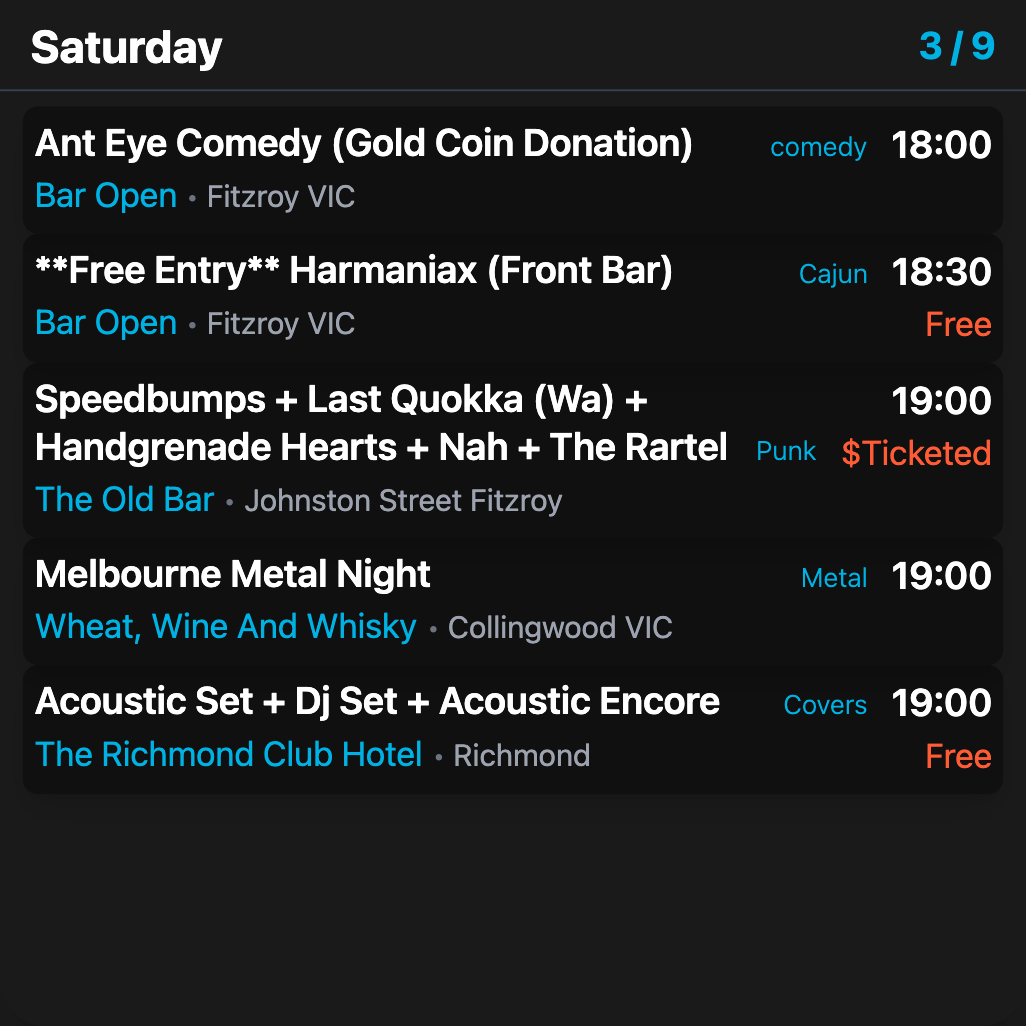 Saturday 3 / 9
Ant Eye Comedy (Gold Coin Donation) comedy 18:00
Bar Open • Fitzroy VIC
**Free Entry** Harmaniax (Front Bar) Cajun 18:30
Bar Open • Fitzroy VIC Free
Speedbumps + Last Quokka (Wa) + 19:00
Handgrenade Hearts + Nah + The Rartel Punk $Ticketed
The Old Bar • Johnston Street Fitzroy
Melbourne Metal Night Metal 19:00
Wheat, Wine And Whisky • Collingwood VIC
Acoustic Set + Dj Set + Acoustic Encore Covers 19:00
The Richmond Club Hotel • Richmond Free